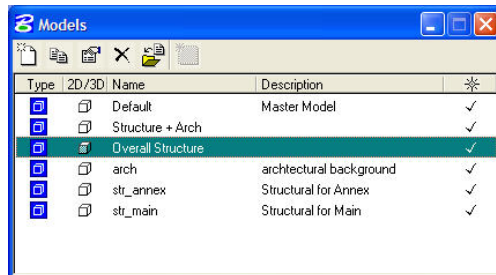 Models
Type 2D/3D Name Description
Default Master Model
Structure + Arch
Overall Structure
arch archtectural background
str_annex Structural for Annex
str_main Structural for Main